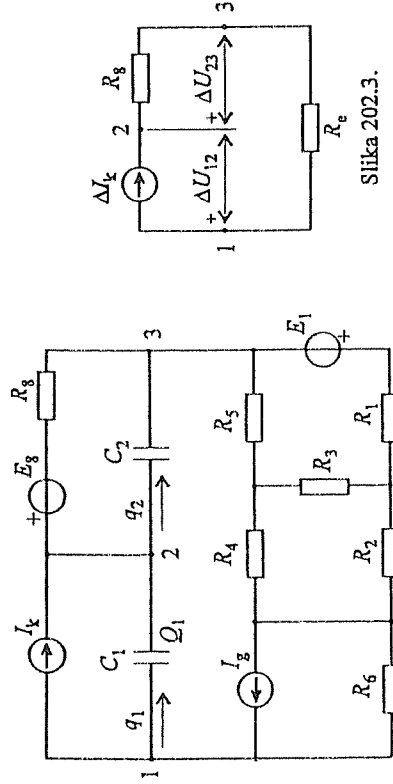 I_k
E_8
R_8
+
1
q_1
C_1
Q_1
2
q_2
C_2
3
I_g
R_4
R_5
R_3
E_1
+
R_6
R_2
R_1
ΔI_k
2
R_8
3
+
ΔU_12
+
ΔU_23
1
R_e
Slika 202.3.